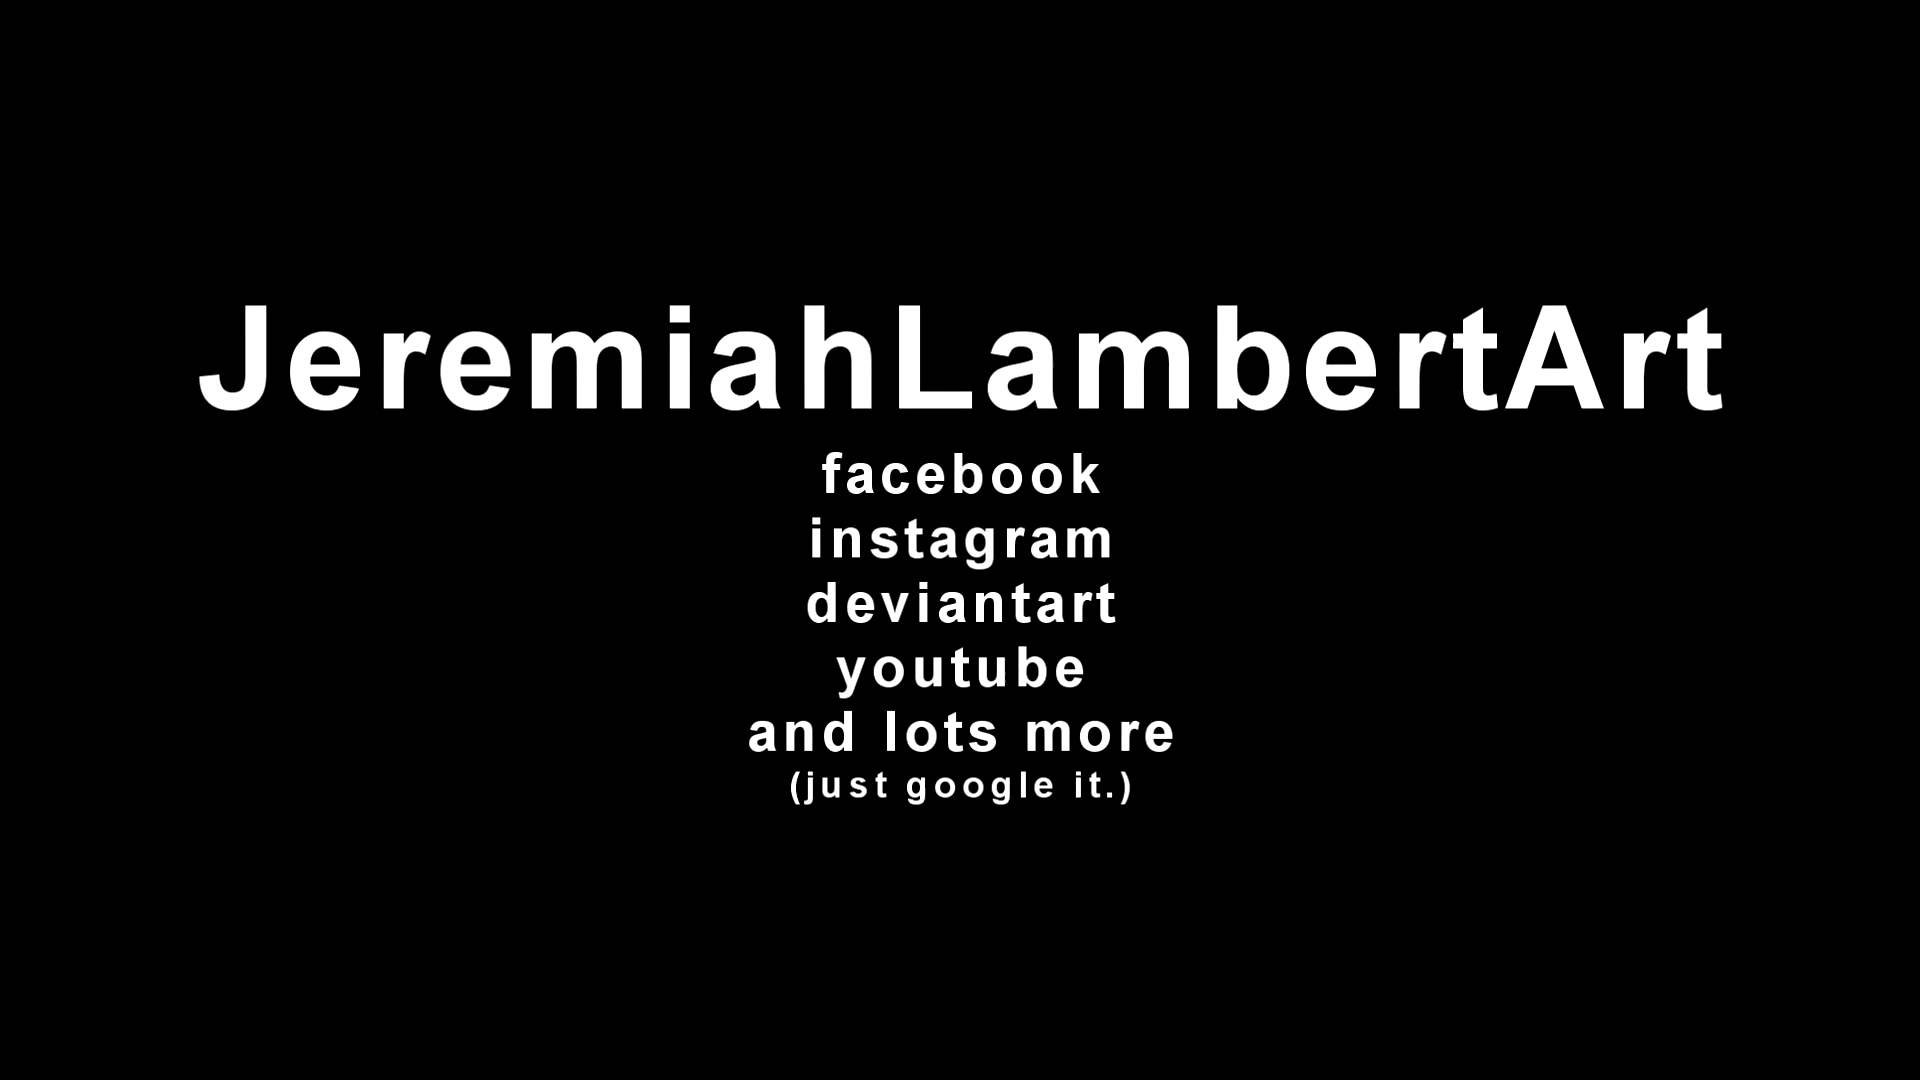 JeremiahLambertArt
facebook
instagram
deviantart
youtube
and lots more
(just google it.)